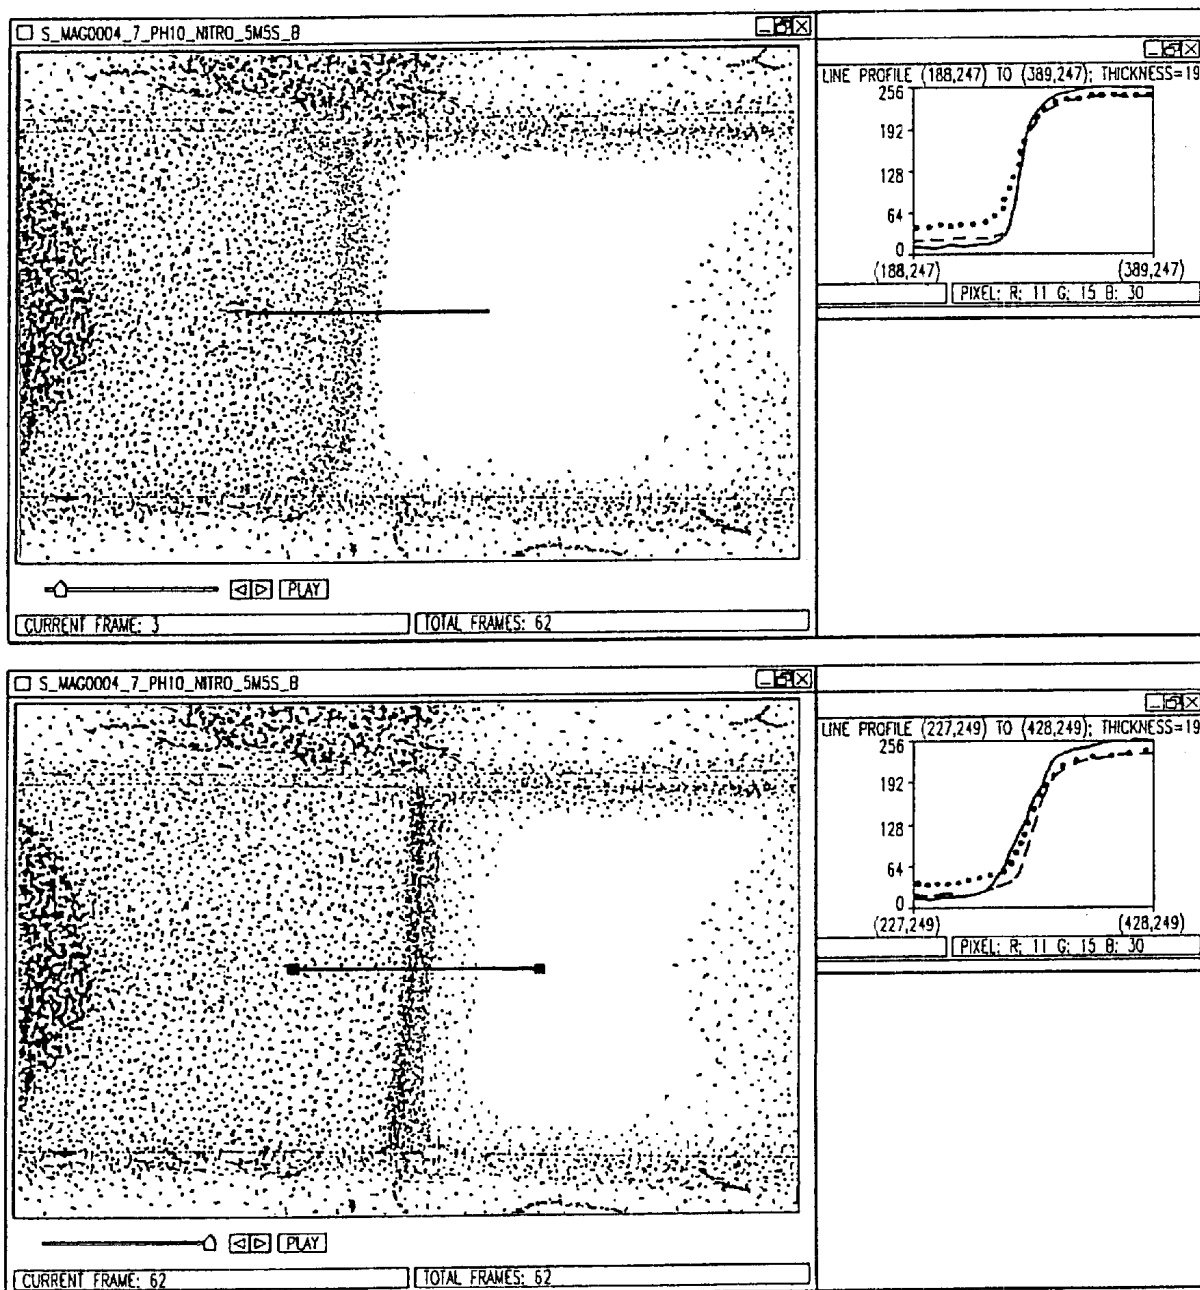 S_MAG0004_7_PH10_NITRO_5M5S_B
LINE PROFILE (188,247) TO (389,247); THICKNESS=19
256
192
128
64
0
(188,247) (389,247)
PIXEL: R: 11 G: 15 B: 30
PLAY
CURRENT FRAME: 3 TOTAL FRAMES: 62
S_MAG0004_7_PH10_NITRO_5M5S_B
LINE PROFILE (227,249) TO (428,249); THICKNESS=19
256
192
128
64
0
(227,249) (428,249)
PIXEL: R: 11 G: 15 B: 30
PLAY
CURRENT FRAME: 62 TOTAL FRAMES: 62